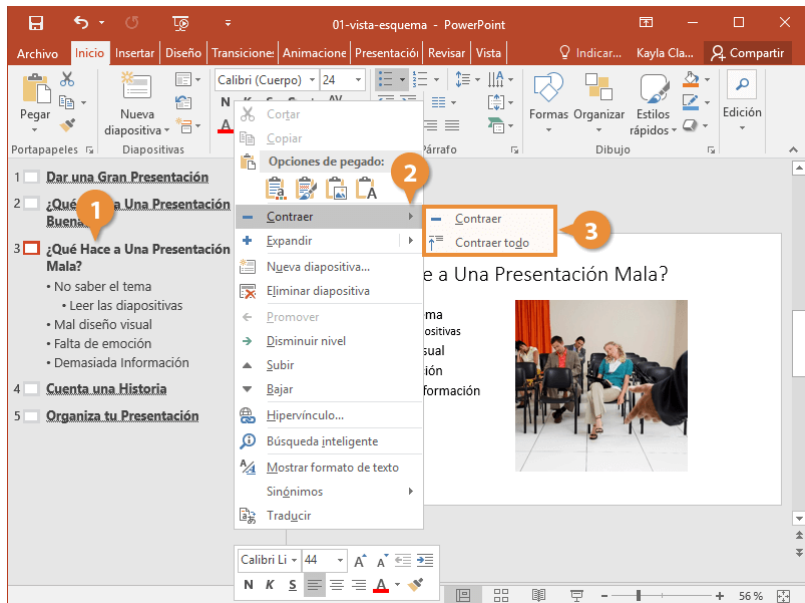 01-vista-esquema - PowerPoint
Archivo Inicio Insertar Diseño Transicione: Animacione Presentación Revisar Vista Indicar... Kayla Cla... Compartir
Calibri (Cuerpo) 24
Pegar
Nueva diapositiva
N
A
Formas Organizar Estilos rápidos Edición
Portapapeles Diapositivas Párrafo Dibujo
1 Dar una Gran Presentación
2 ¿Qué a Una Presentación
Buena
3 ¿Qué Hace a Una Presentación
Mala?
• No saber el tema
• Leer las diapositivas
• Mal diseño visual
• Falta de emoción
• Demasiada Información
4 Cuenta una Historia
5 Organiza tu Presentación
1
Cortar
Copiar
Opciones de pegado:
2
Contraer
Expandir
Nueva diapositiva...
Eliminar diapositiva
Promover
Disminuir nivel
Subir
Bajar
Hipervínculo...
Búsqueda inteligente
Mostrar formato de texto
Sinónimos
Traducir
Contraer
Contraer todo
3
e a Una Presentación Mala?
ma
ositivas
sual
ión
formación
Calibri Li 44 A A
N K S A
56 %